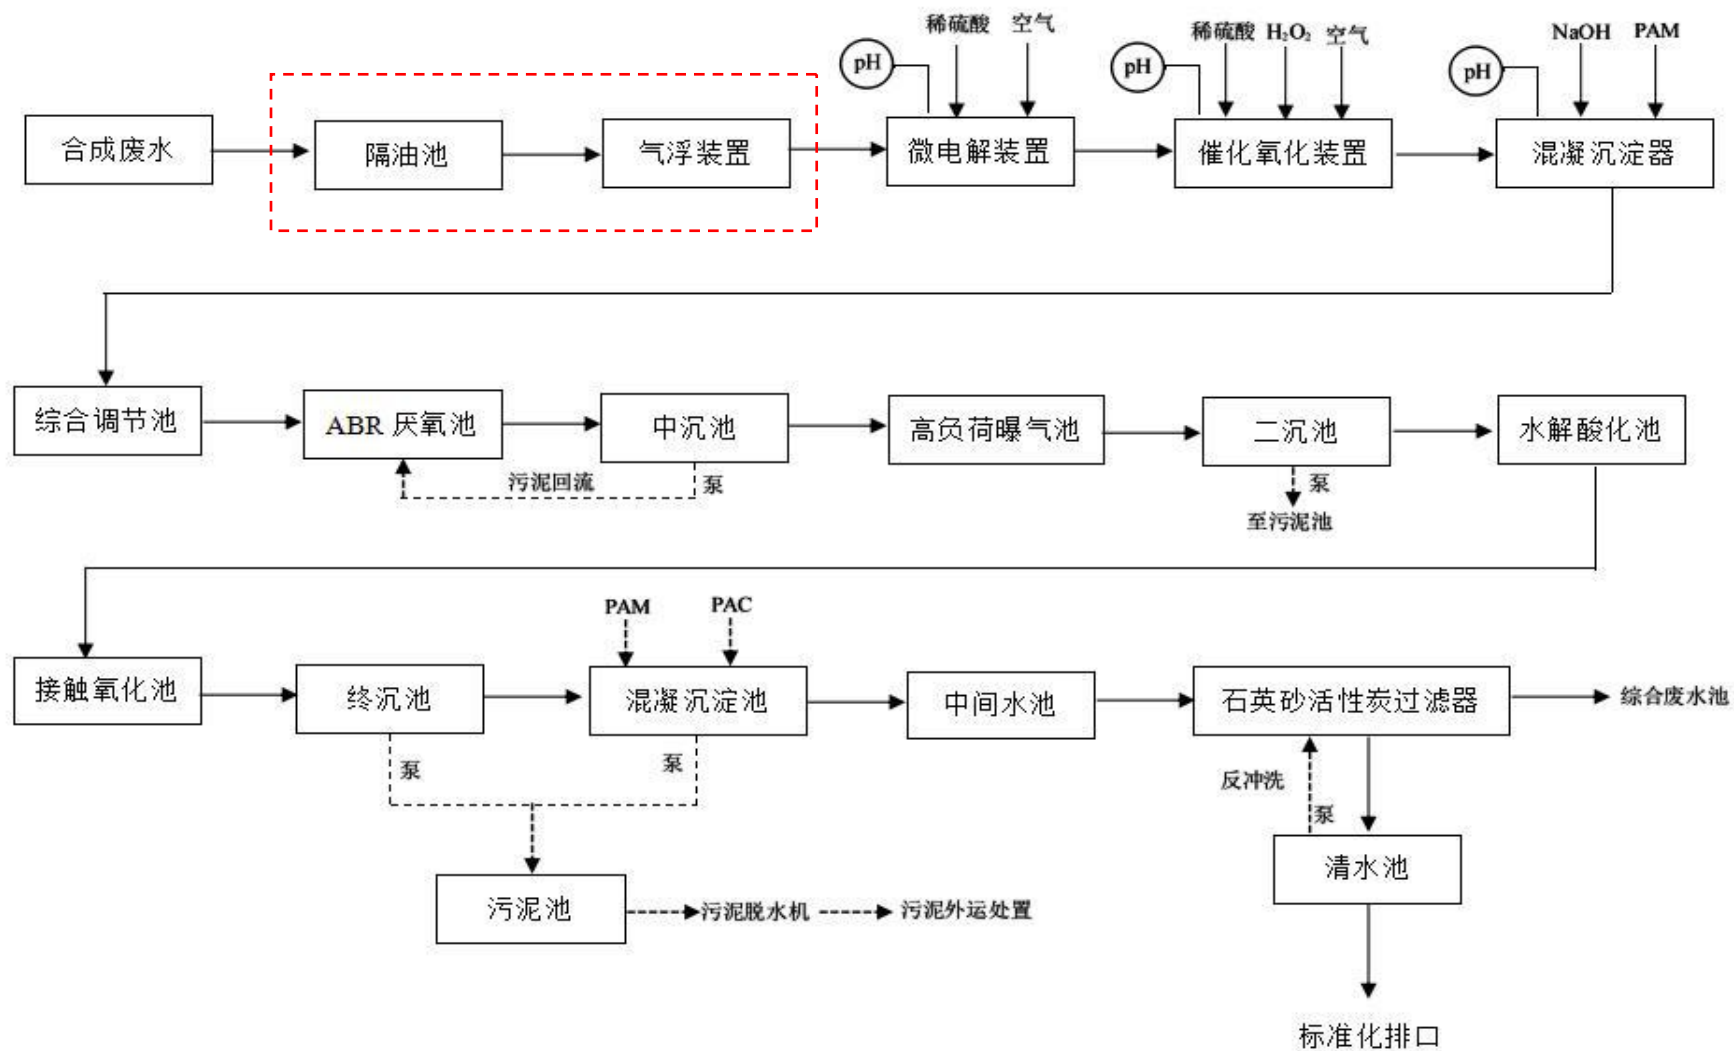 稀硫酸
空气
pH
稀硫酸
H₂O₂
空气
pH
NaOH
PAM
pH
合成废水
隔油池
气浮装置
微电解装置
催化氧化装置
混凝沉淀器
综合调节池
ABR 厌氧池
中沉池
高负荷曝气池
二沉池
水解酸化池
污泥回流
泵
泵
至污泥池
PAM
PAC
接触氧化池
终沉池
混凝沉淀池
中间水池
石英砂活性炭过滤器
综合废水池
泵
泵
反冲洗
泵
清水池
污泥池
污泥脱水机
污泥外运处置
标准化排口